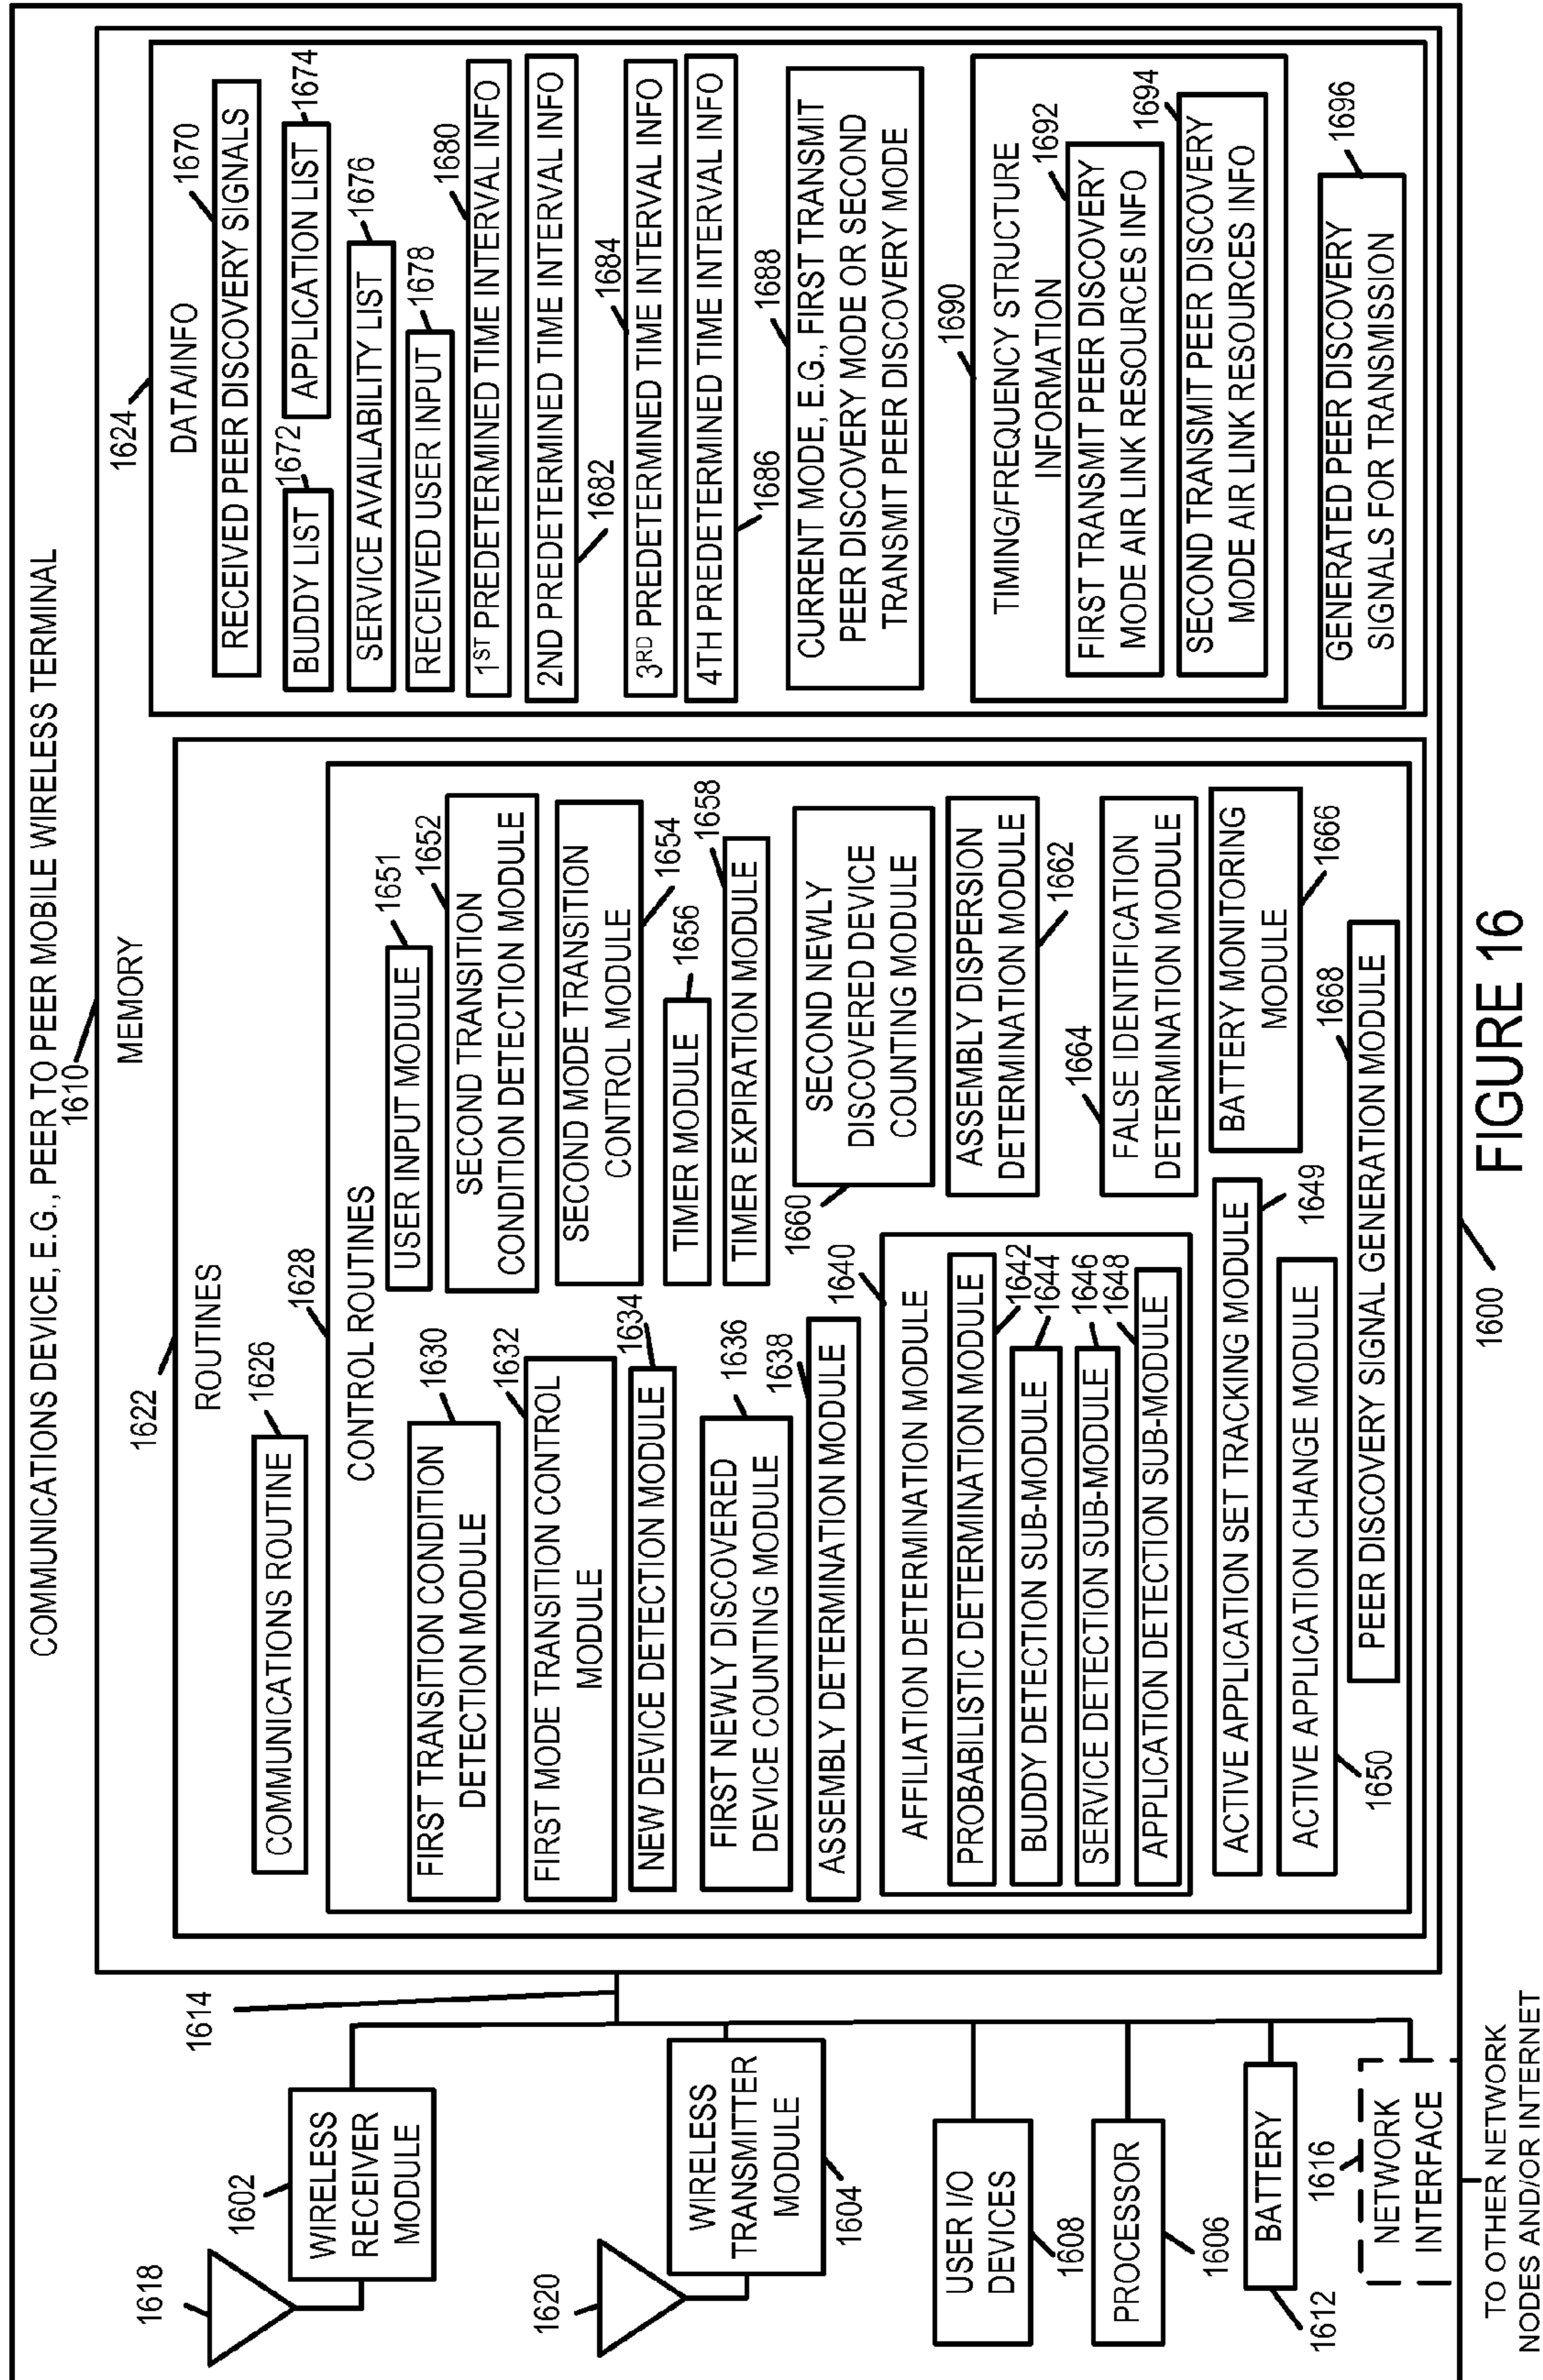 COMMUNICATIONS DEVICE, E.G., PEER TO PEER MOBILE WIRELESS TERMINAL
1610
MEMORY
1618
1602
WIRELESS
RECEIVER
MODULE
1614
1620
WIRELESS
TRANSMITTER
MODULE
1604
USER I/O
DEVICES
1608
PROCESSOR
1606
BATTERY
1612
1616
NETWORK
INTERFACE
TO OTHER NETWORK
NODES AND/OR INTERNET
1622
ROUTINES
COMMUNICATIONS ROUTINE
1626
1628
CONTROL ROUTINES
FIRST TRANSITION CONDITION
DETECTION MODULE
1630
FIRST MODE TRANSITION CONTROL
MODULE
1632
NEW DEVICE DETECTION MODULE
1634
FIRST NEWLY DISCOVERED
DEVICE COUNTING MODULE
1636
ASSEMBLY DETERMINATION MODULE
1638
1640
AFFILIATION DETERMINATION MODULE
PROBABILISTIC DETERMINATION MODULE
1642
BUDDY DETECTION SUB-MODULE
1644
SERVICE DETECTION SUB-MODULE
1646
APPLICATION DETECTION SUB-MODULE
1648
ACTIVE APPLICATION SET TRACKING MODULE
1649
ACTIVE APPLICATION CHANGE MODULE
1650
USER INPUT MODULE
1651
SECOND TRANSITION
CONDITION DETECTION MODULE
1652
SECOND MODE TRANSITION
CONTROL MODULE
1654
TIMER MODULE
1656
TIMER EXPIRATION MODULE
1658
SECOND NEWLY
DISCOVERED DEVICE
COUNTING MODULE
1660
ASSEMBLY DISPERSION
DETERMINATION MODULE
1662
1664
FALSE IDENTIFICATION
DETERMINATION MODULE
BATTERY MONITORING
MODULE
1666
1668
PEER DISCOVERY SIGNAL GENERATION MODULE
1624
DATA/INFO
1670
RECEIVED PEER DISCOVERY SIGNALS
BUDDY LIST
1672
APPLICATION LIST
1674
SERVICE AVAILABILITY LIST
1676
RECEIVED USER INPUT
1678
1ST PREDETERMINED TIME INTERVAL INFO
1680
2ND PREDETERMINED TIME INTERVAL INFO
1682
3RD PREDETERMINED TIME INTERVAL INFO
1684
4TH PREDETERMINED TIME INTERVAL INFO
1686
1688
CURRENT MODE, E.G., FIRST TRANSMIT
PEER DISCOVERY MODE OR SECOND
TRANSMIT PEER DISCOVERY MODE
1690
TIMING/FREQUENCY STRUCTURE
INFORMATION
1692
FIRST TRANSMIT PEER DISCOVERY
MODE AIR LINK RESOURCES INFO
1694
SECOND TRANSMIT PEER DISCOVERY
MODE AIR LINK RESOURCES INFO
GENERATED PEER DISCOVERY
SIGNALS FOR TRANSMISSION
1696
1600
FIGURE 16